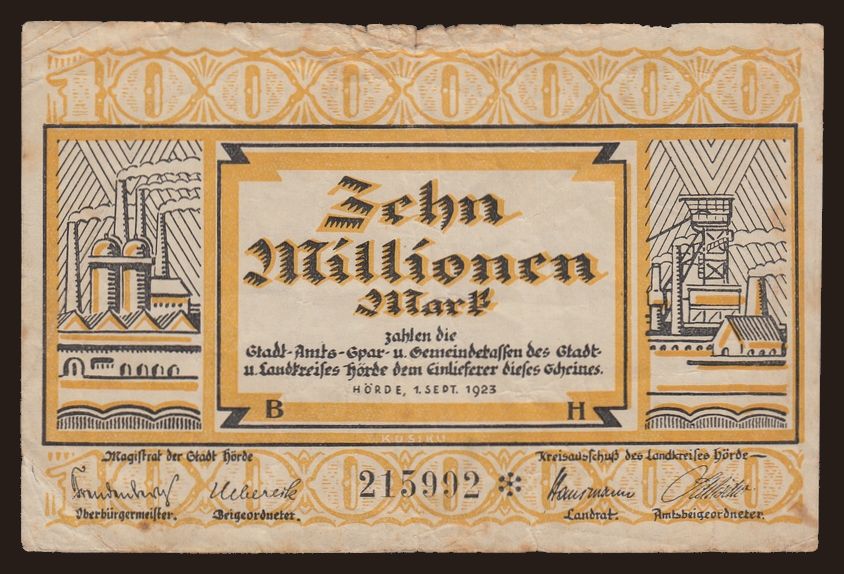 10000000
Zehn
Millionen
Mark
zahlen die
Stadt-Amts-Spar- u. Gemeindekassen des Stadt-
u. Landkreises Hörde dem Einlieferer dieses Scheines.
HÖRDE, 1. SEPT. 1923
B H
Magistrat der Stadt Hörde Kreisausschuß des Landkreises Hörde
215992 *
Hansmann
Oberbürgermeister. Beigeordneter. Landrat. Amtsbeigeordneter.